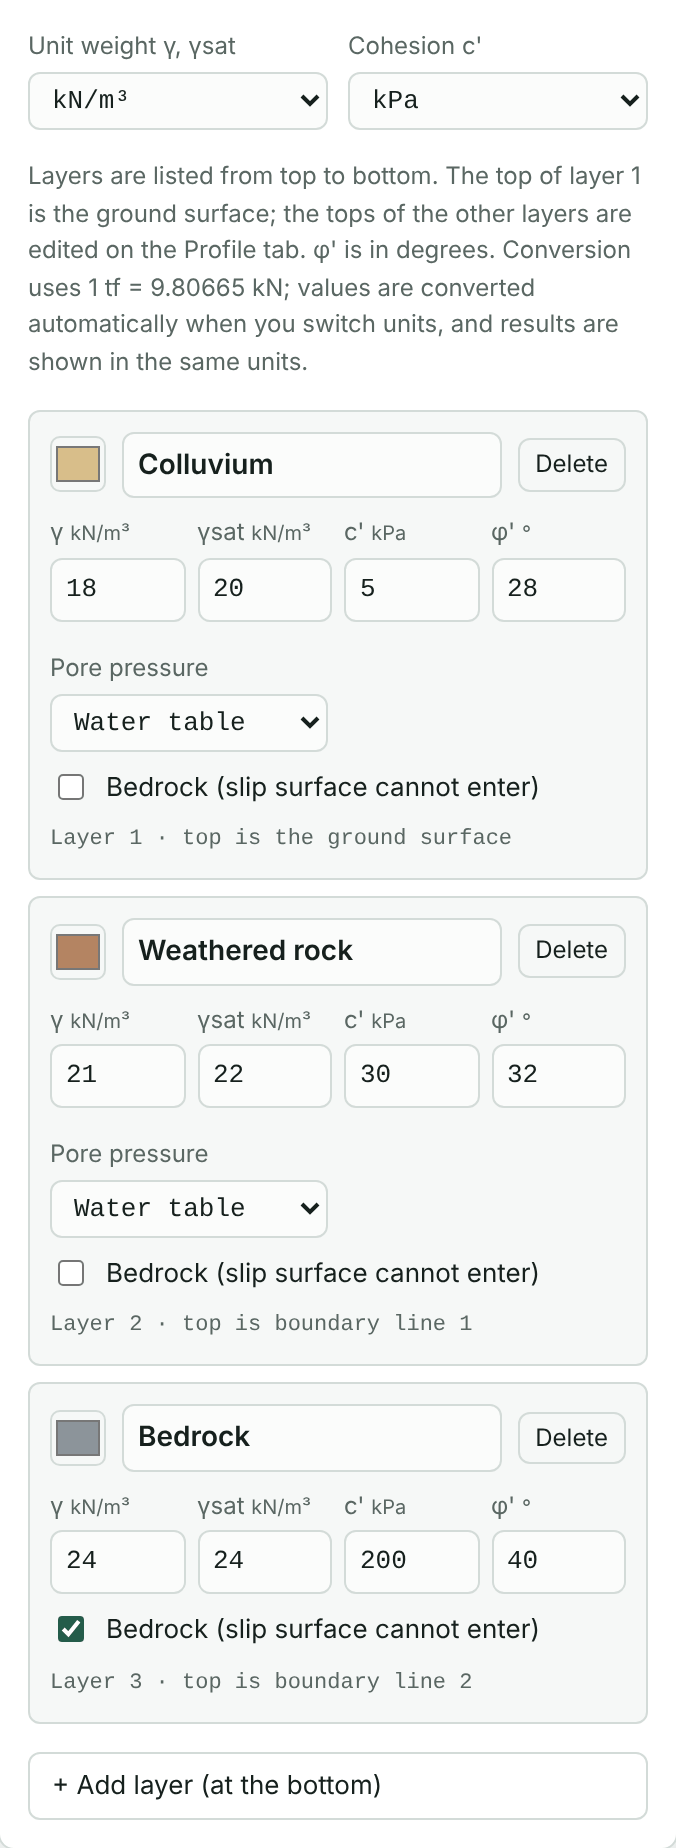 Unit weight γ, γsat
Cohesion c'
kN/m³
kPa
Layers are listed from top to bottom. The top of layer 1
is the ground surface; the tops of the other layers are
edited on the Profile tab. φ' is in degrees. Conversion
uses 1 tf = 9.80665 kN; values are converted
automatically when you switch units, and results are
shown in the same units.
Colluvium
Delete
γ kN/m³
γsat kN/m³
c' kPa
φ' °
18
20
5
28
Pore pressure
Water table
Bedrock (slip surface cannot enter)
Layer 1 · top is the ground surface
Weathered rock
Delete
γ kN/m³
γsat kN/m³
c' kPa
φ' °
21
22
30
32
Pore pressure
Water table
Bedrock (slip surface cannot enter)
Layer 2 · top is boundary line 1
Bedrock
Delete
γ kN/m³
γsat kN/m³
c' kPa
φ' °
24
24
200
40
Bedrock (slip surface cannot enter)
Layer 3 · top is boundary line 2
+ Add layer (at the bottom)